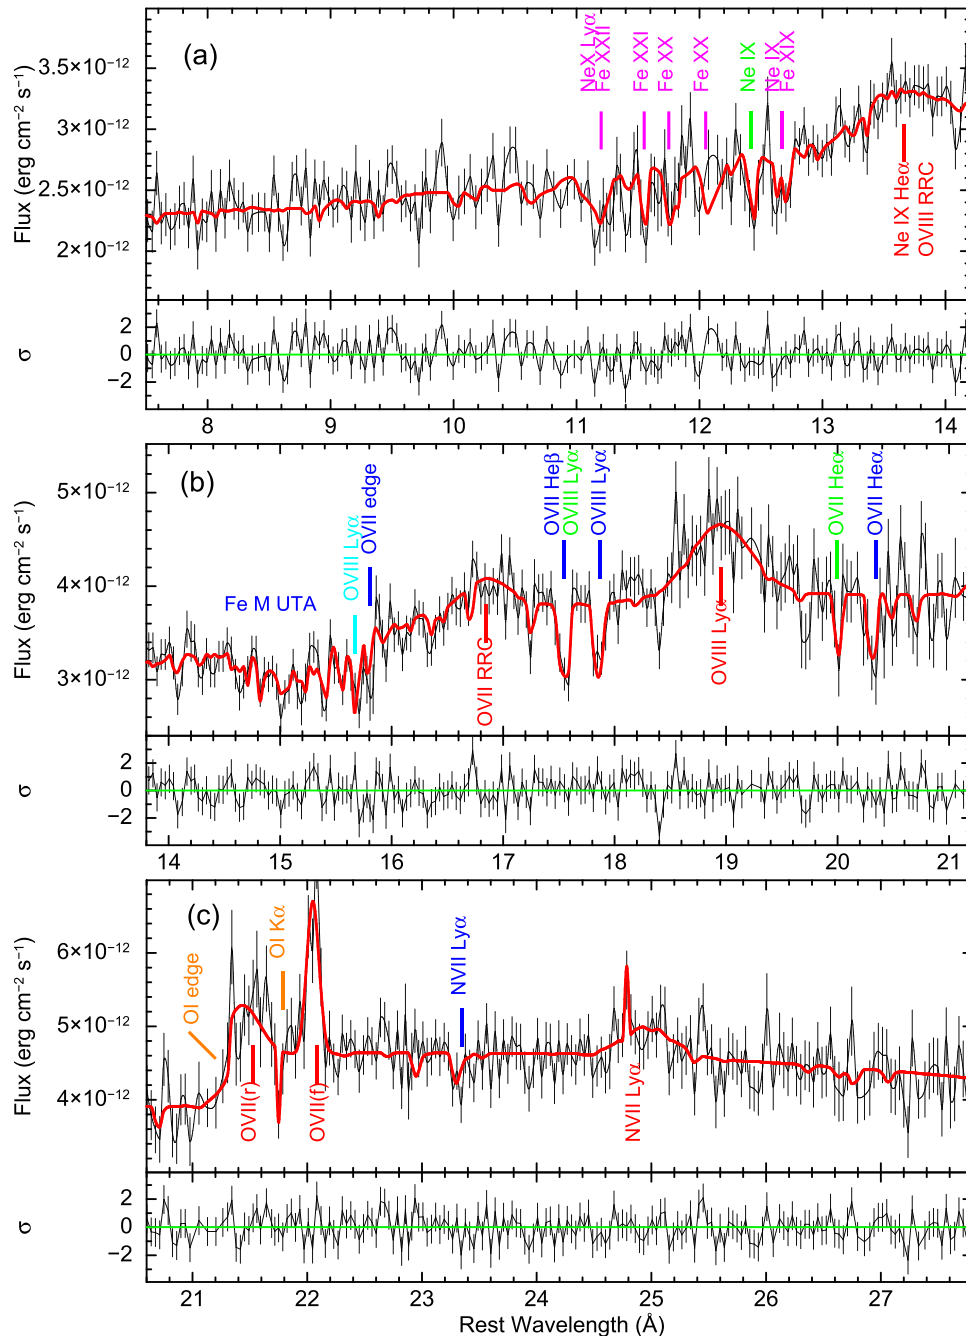 (a)
NeX Lyα
Fe XXII
Fe XXI
Fe XX
Fe XX
Ne IX
Ne IX
Fe XIX
Ne IX Heα
OVIII RRC
3.5×10⁻¹²
3×10⁻¹²
2.5×10⁻¹²
2×10⁻¹²
Flux (erg cm⁻² s⁻¹)
2
0
−2
σ
8 9 10 11 12 13 14
(b)
Fe M UTA
OVIII Lyα
OVII edge
OVII RRC
OVII Heβ
OVIII Lyα
OVIII Lyα
OVIII Lyα
OVII Heα
OVII Heα
5×10⁻¹²
4×10⁻¹²
3×10⁻¹²
Flux (erg cm⁻² s⁻¹)
2
0
−2
σ
14 15 16 17 18 19 20 21
(c)
OI edge
OVII(r)
OI Kα
OVII(f)
NVII Lyα
NVII Lyα
6×10⁻¹²
5×10⁻¹²
4×10⁻¹²
Flux (erg cm⁻² s⁻¹)
2
0
−2
σ
21 22 23 24 25 26 27
Rest Wavelength (Å)